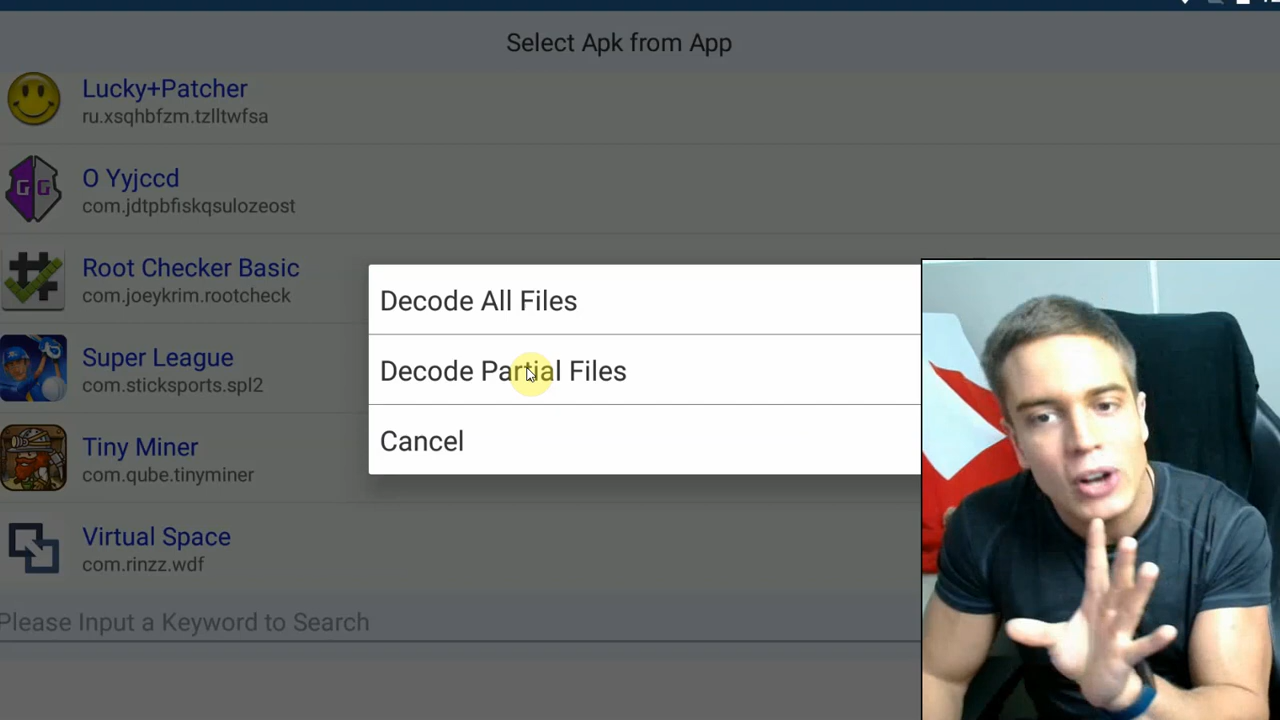 Select Apk from App
Lucky+Patcher
ru.xsqhbfzm.tzlltwfsa
G G
O Yyjccd
com.jdtpbfiskqsulozeost
Root Checker Basic
com.joeykrim.rootcheck
Decode All Files
Super League
com.sticksports.spl2
Decode Partial Files
Tiny Miner
com.qube.tinyminer
Cancel
Virtual Space
com.rinzz.wdf
Please Input a Keyword to Search